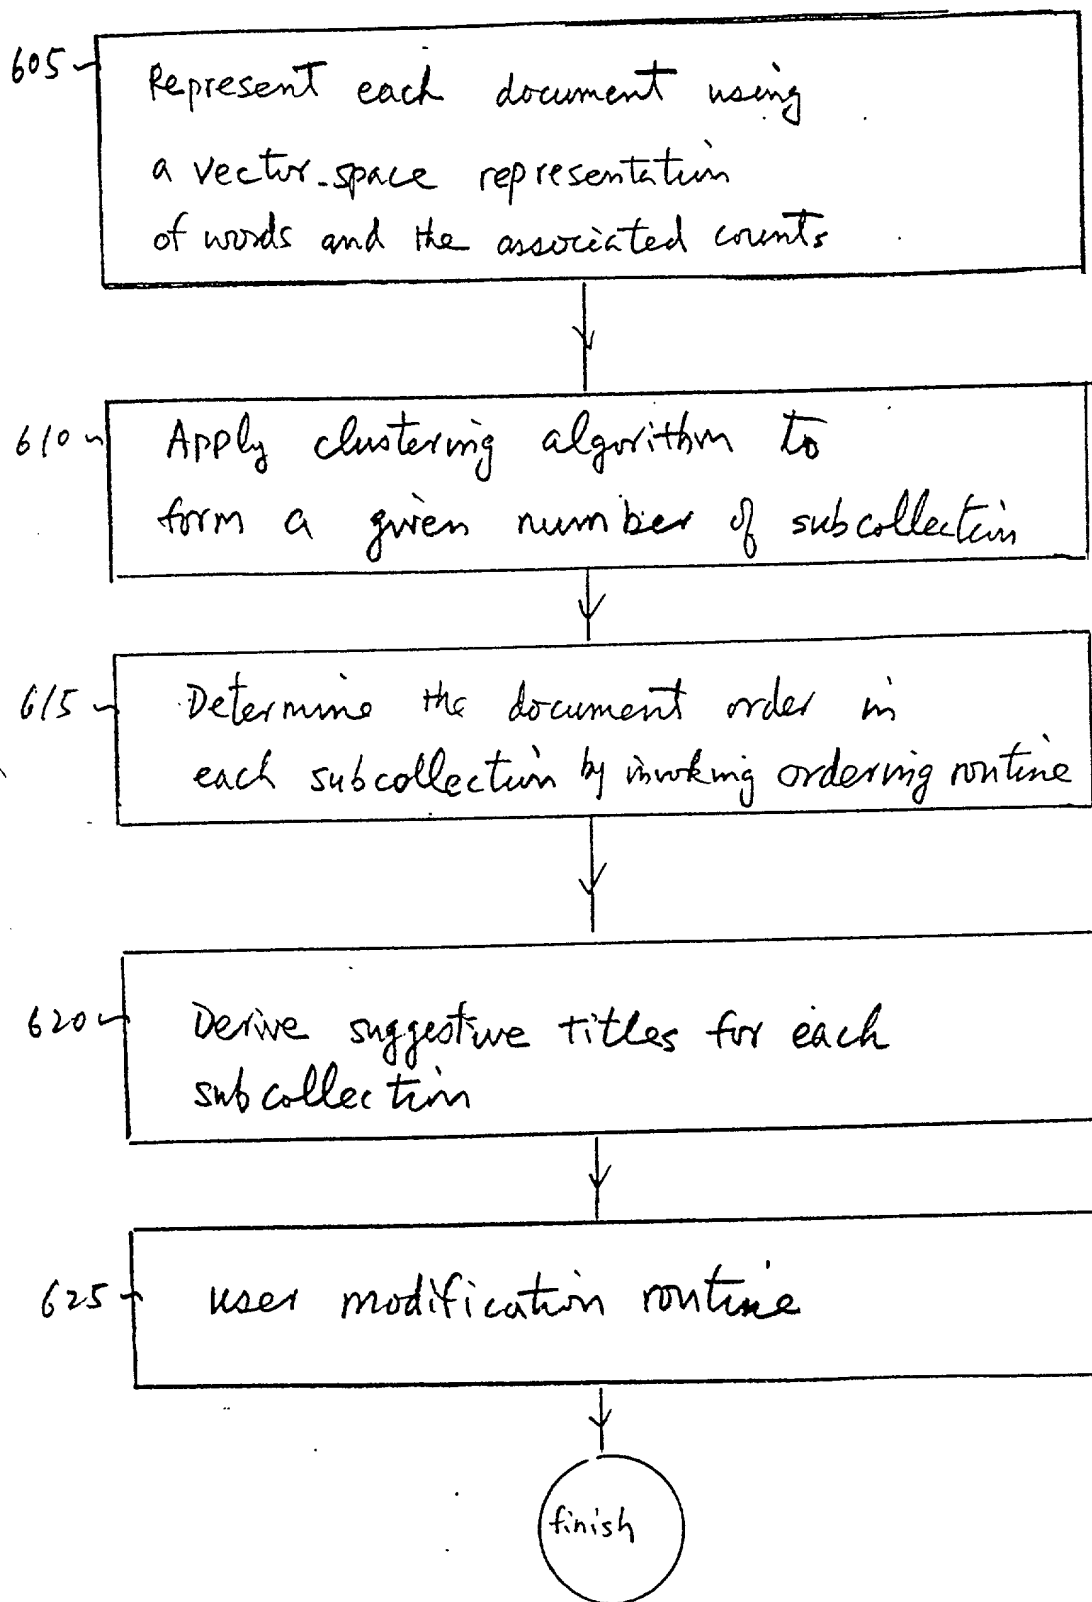 605
Represent each document using
a vector-space representation
of words and the associated counts
610
Apply clustering algorithm to
form a given number of subcollection
615
Determine the document order in
each subcollection by invoking ordering routine
620
Derive suggestive titles for each
subcollection
625
user modification routine
finish